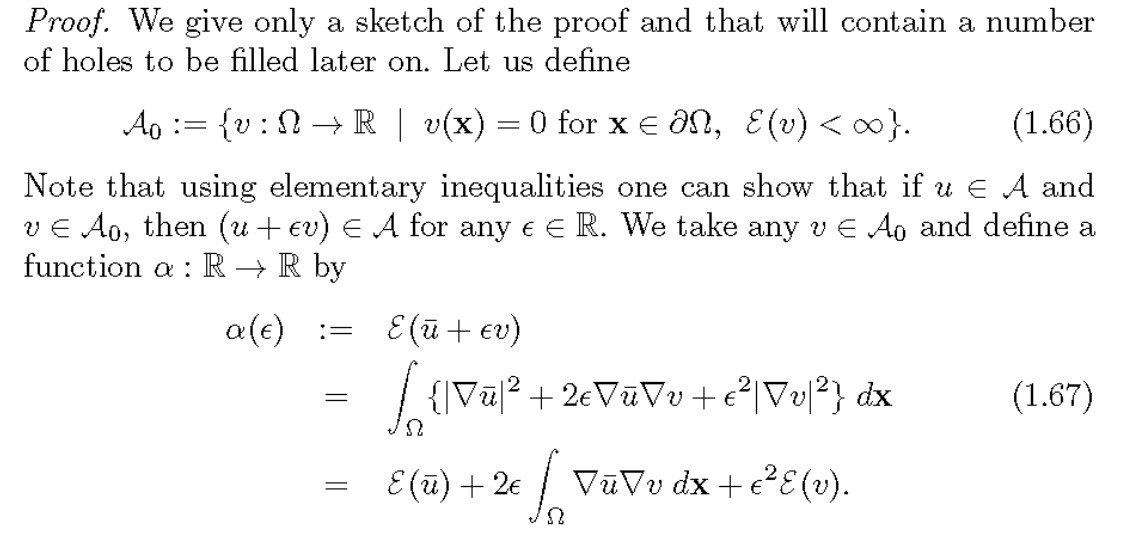 Proof. We give only a sketch of the proof and that will contain a number
of holes to be filled later on. Let us define
𝒜₀ := {v : Ω → ℝ | v(𝐱) = 0 for 𝐱 ∈ ∂Ω, ℰ(v) < ∞}. (1.66)
Note that using elementary inequalities one can show that if u ∈ 𝒜 and
v ∈ 𝒜₀, then (u + ϵv) ∈ 𝒜 for any ϵ ∈ ℝ. We take any v ∈ 𝒜₀ and define a
function α : ℝ → ℝ by
α(ϵ) := ℰ(ū + ϵv)
= ∫_Ω {|∇ū|² + 2ϵ∇ū∇v + ϵ²|∇v|²} d𝐱 (1.67)
= ℰ(ū) + 2ϵ ∫_Ω ∇ū∇v d𝐱 + ϵ²ℰ(v).